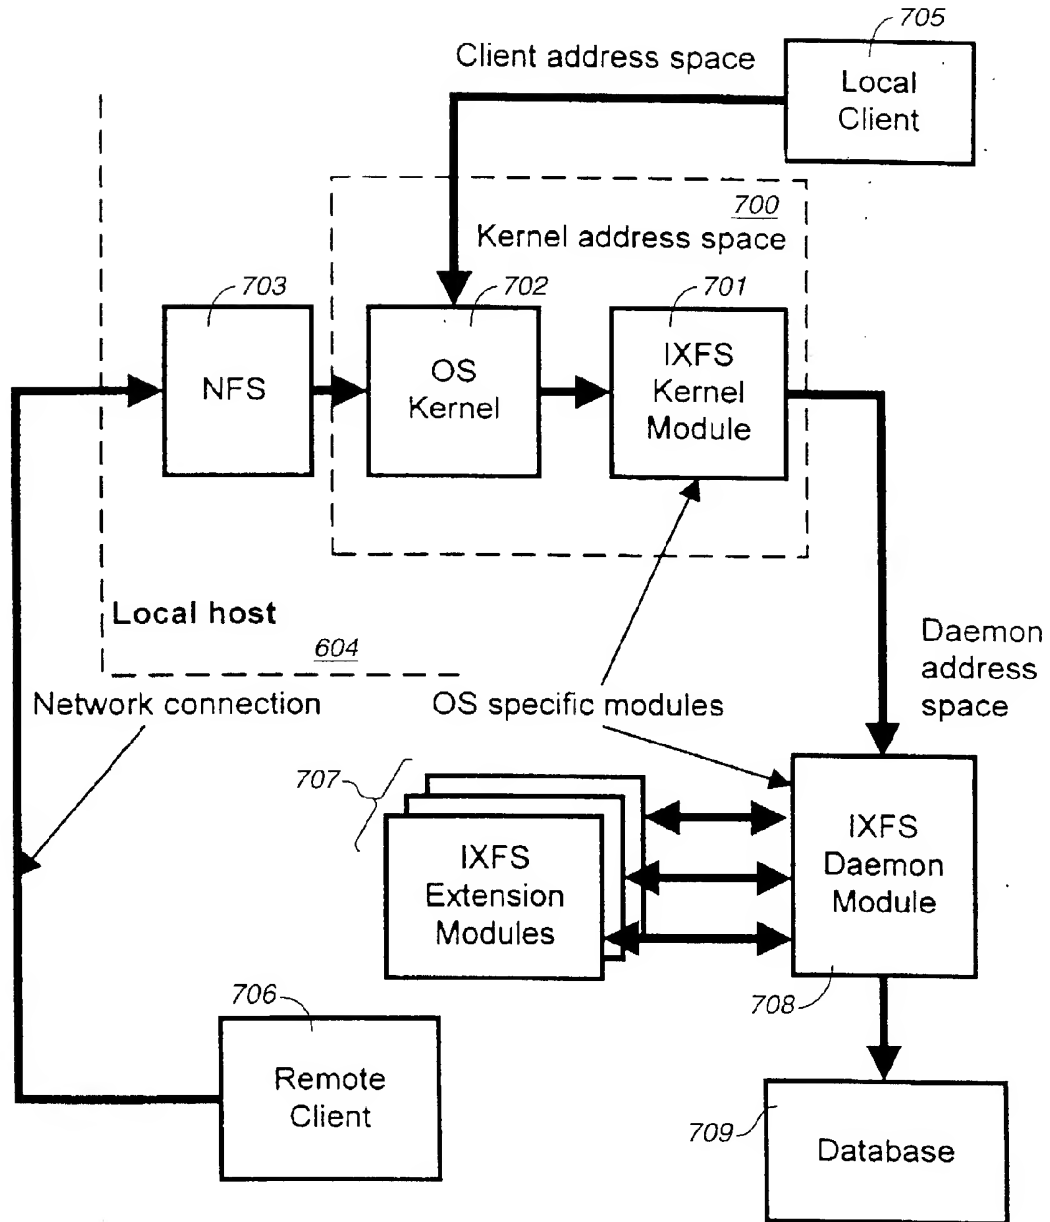 705
Client address space
Local
Client
700
Kernel address space
703
702
701
NFS
OS
Kernel
IXFS
Kernel
Module
Local host
604
Daemon
address
space
Network connection
OS specific modules
707
IXFS
Extension
Modules
IXFS
Daemon
Module
708
706
Remote
Client
709
Database